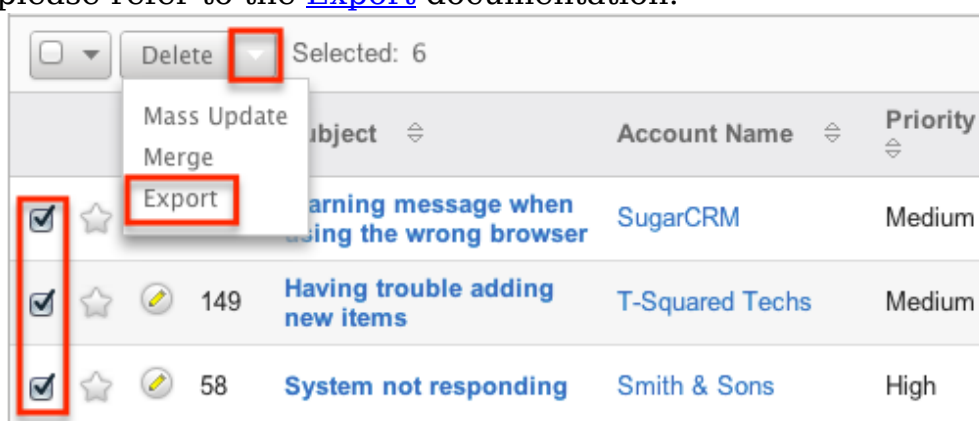 please refer to the Export documentation.
Delete Selected: 6
Mass Update
Merge
Export
Subject Account Name Priority
Warning message when using the wrong browser SugarCRM Medium
149 Having trouble adding new items T-Squared Techs Medium
58 System not responding Smith & Sons High